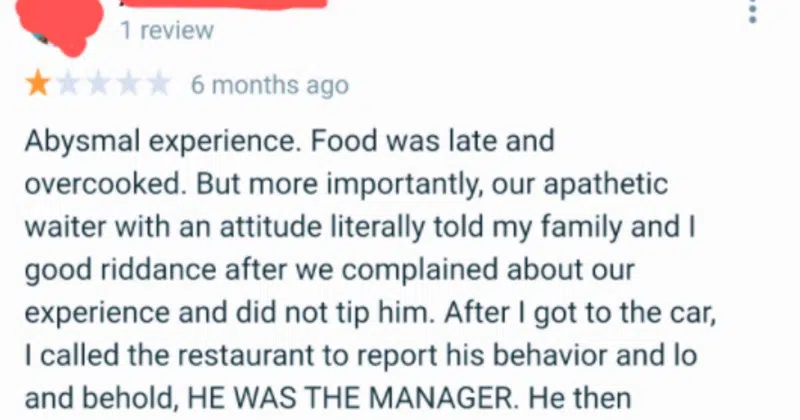 1 review
6 months ago
Abysmal experience. Food was late and
overcooked. But more importantly, our apathetic
waiter with an attitude literally told my family and I
good riddance after we complained about our
experience and did not tip him. After I got to the car,
I called the restaurant to report his behavior and lo
and behold, HE WAS THE MANAGER. He then